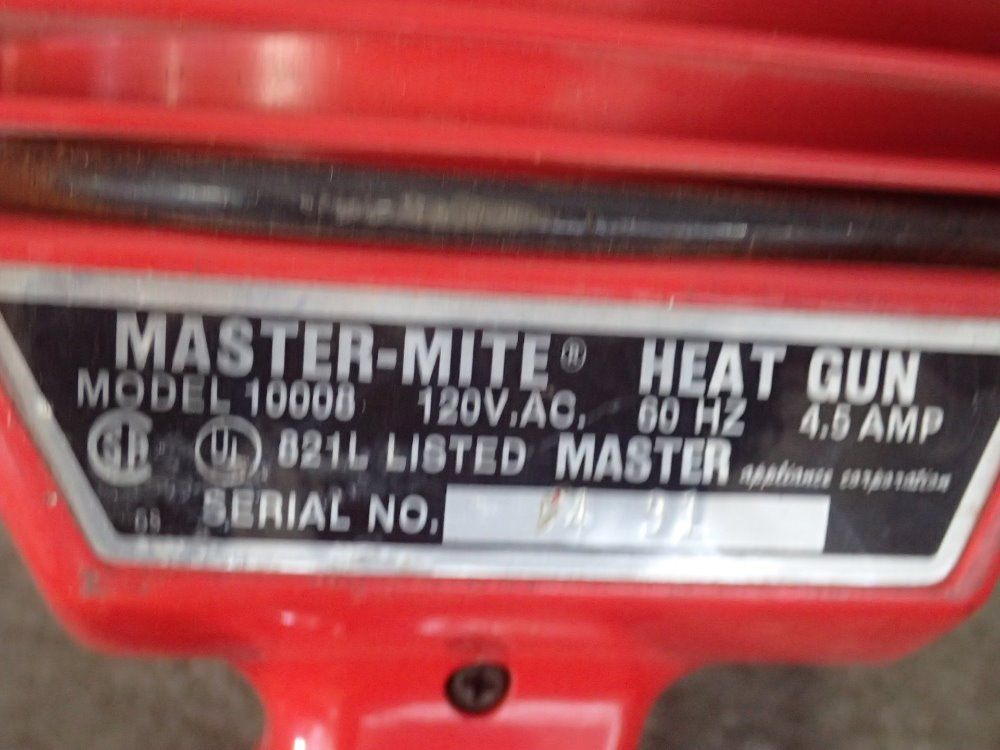 MASTER-MITE® HEAT GUN
MODEL 10008 120V.AC. 60 HZ 4.5 AMP
UL 821L LISTED MASTER appliance corporation
SERIAL NO.